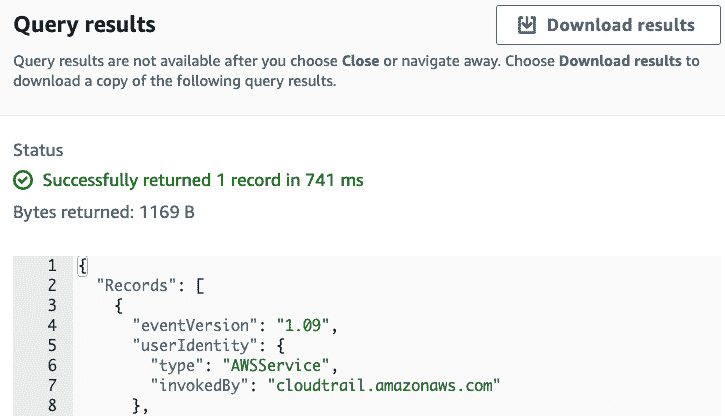 Query results
Download results
Query results are not available after you choose Close or navigate away. Choose Download results to
download a copy of the following query results.
Status
Successfully returned 1 record in 741 ms
Bytes returned: 1169 B
1 {
2 "Records": [
3 {
4 "eventVersion": "1.09",
5 "userIdentity": {
6 "type": "AWSService",
7 "invokedBy": "cloudtrail.amazonaws.com"
8 },